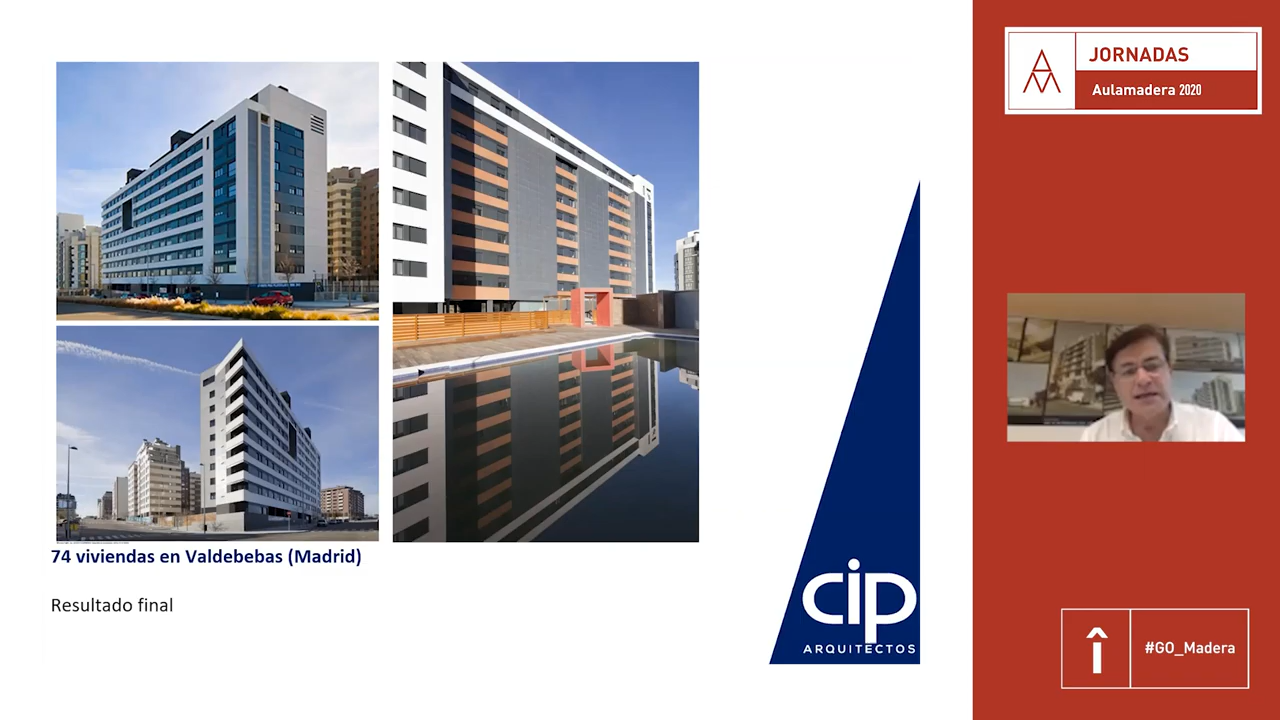 74 viviendas en Valdebebas (Madrid)
Resultado final
cip
ARQUITECTOS
JORNADAS
Aulamadera 2020
#GO_Madera